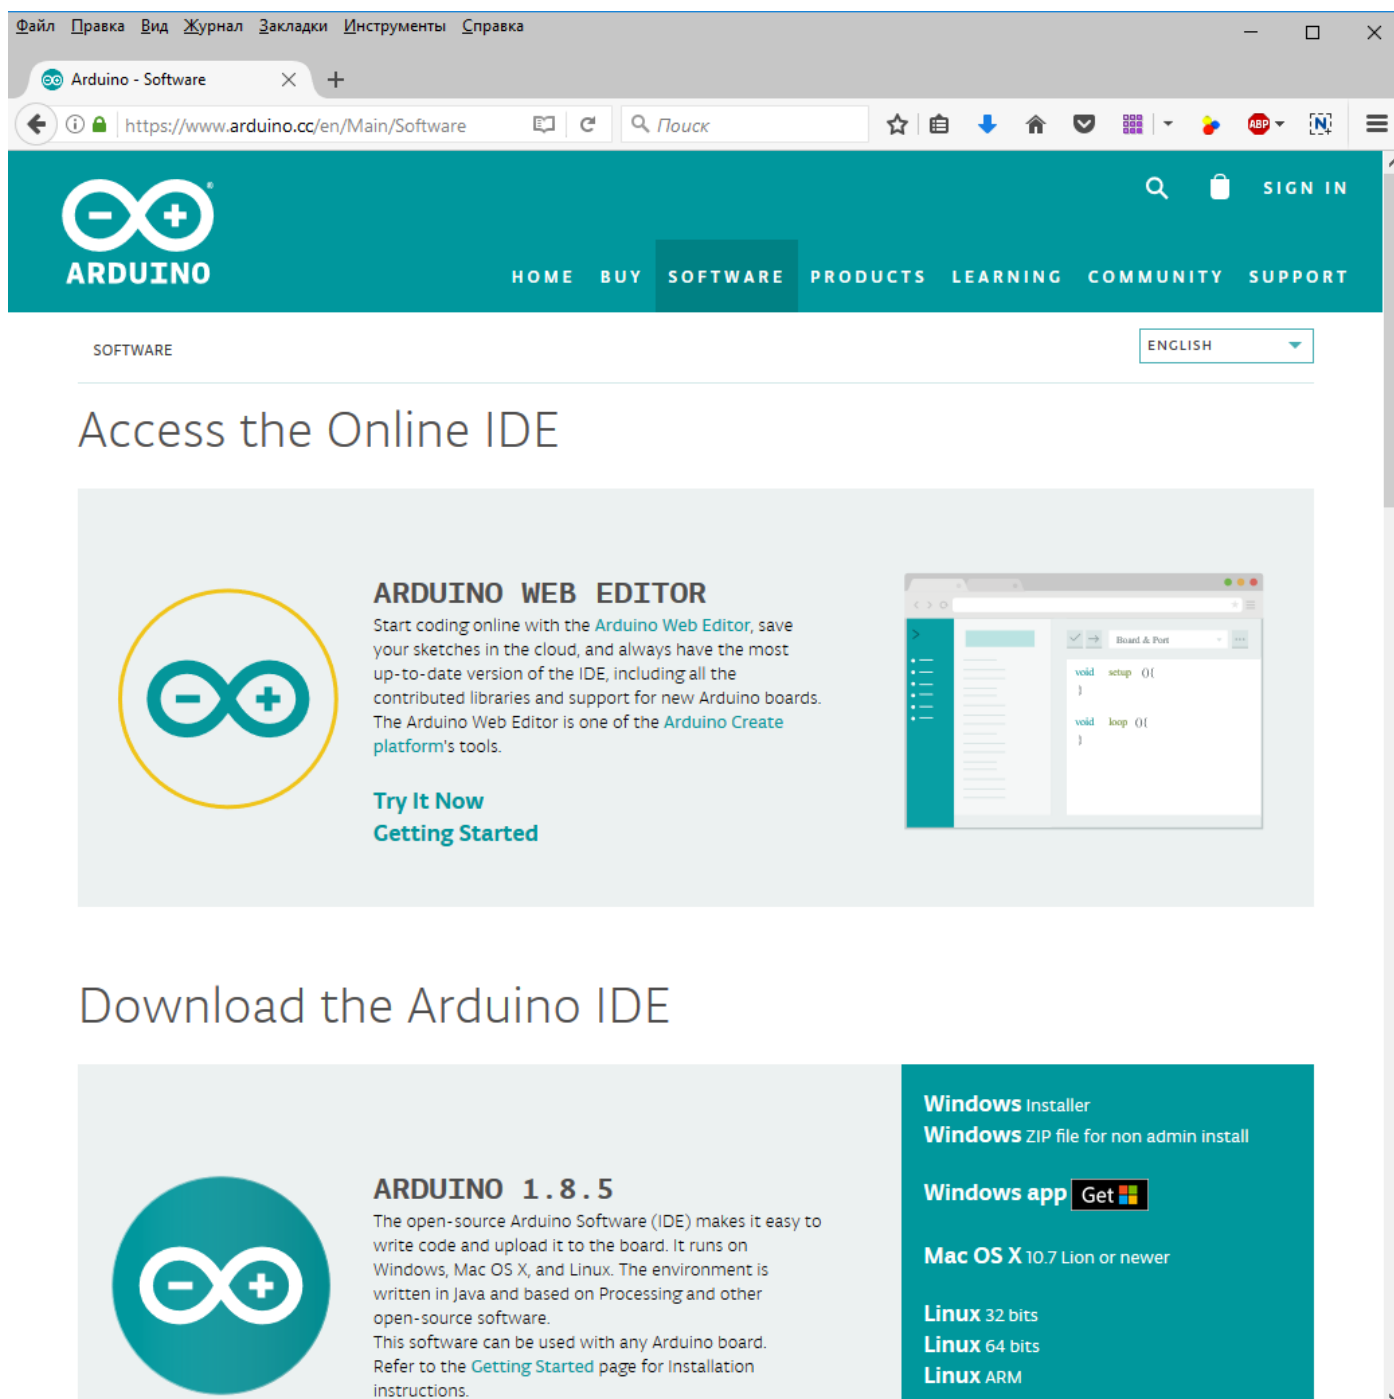 Файл Правка Вид Журнал Закладки Инструменты Справка
Arduino - Software
https://www.arduino.cc/en/Main/Software
Поиск
ABP
N
SIGN IN
ARDUINO
HOME BUY SOFTWARE PRODUCTS LEARNING COMMUNITY SUPPORT
SOFTWARE
ENGLISH
Access the Online IDE
ARDUINO WEB EDITOR
Start coding online with the Arduino Web Editor, save
your sketches in the cloud, and always have the most
up-to-date version of the IDE, including all the
contributed libraries and support for new Arduino boards.
The Arduino Web Editor is one of the Arduino Create
platform's tools.
Try It Now
Getting Started
Board & Port
void setup (){
}
void loop (){
}
Download the Arduino IDE
ARDUINO 1.8.5
The open-source Arduino Software (IDE) makes it easy to
write code and upload it to the board. It runs on
Windows, Mac OS X, and Linux. The environment is
written in Java and based on Processing and other
open-source software.
This software can be used with any Arduino board.
Refer to the Getting Started page for Installation
instructions.
Windows Installer
Windows ZIP file for non admin install
Windows app Get
Mac OS X 10.7 Lion or newer
Linux 32 bits
Linux 64 bits
Linux ARM